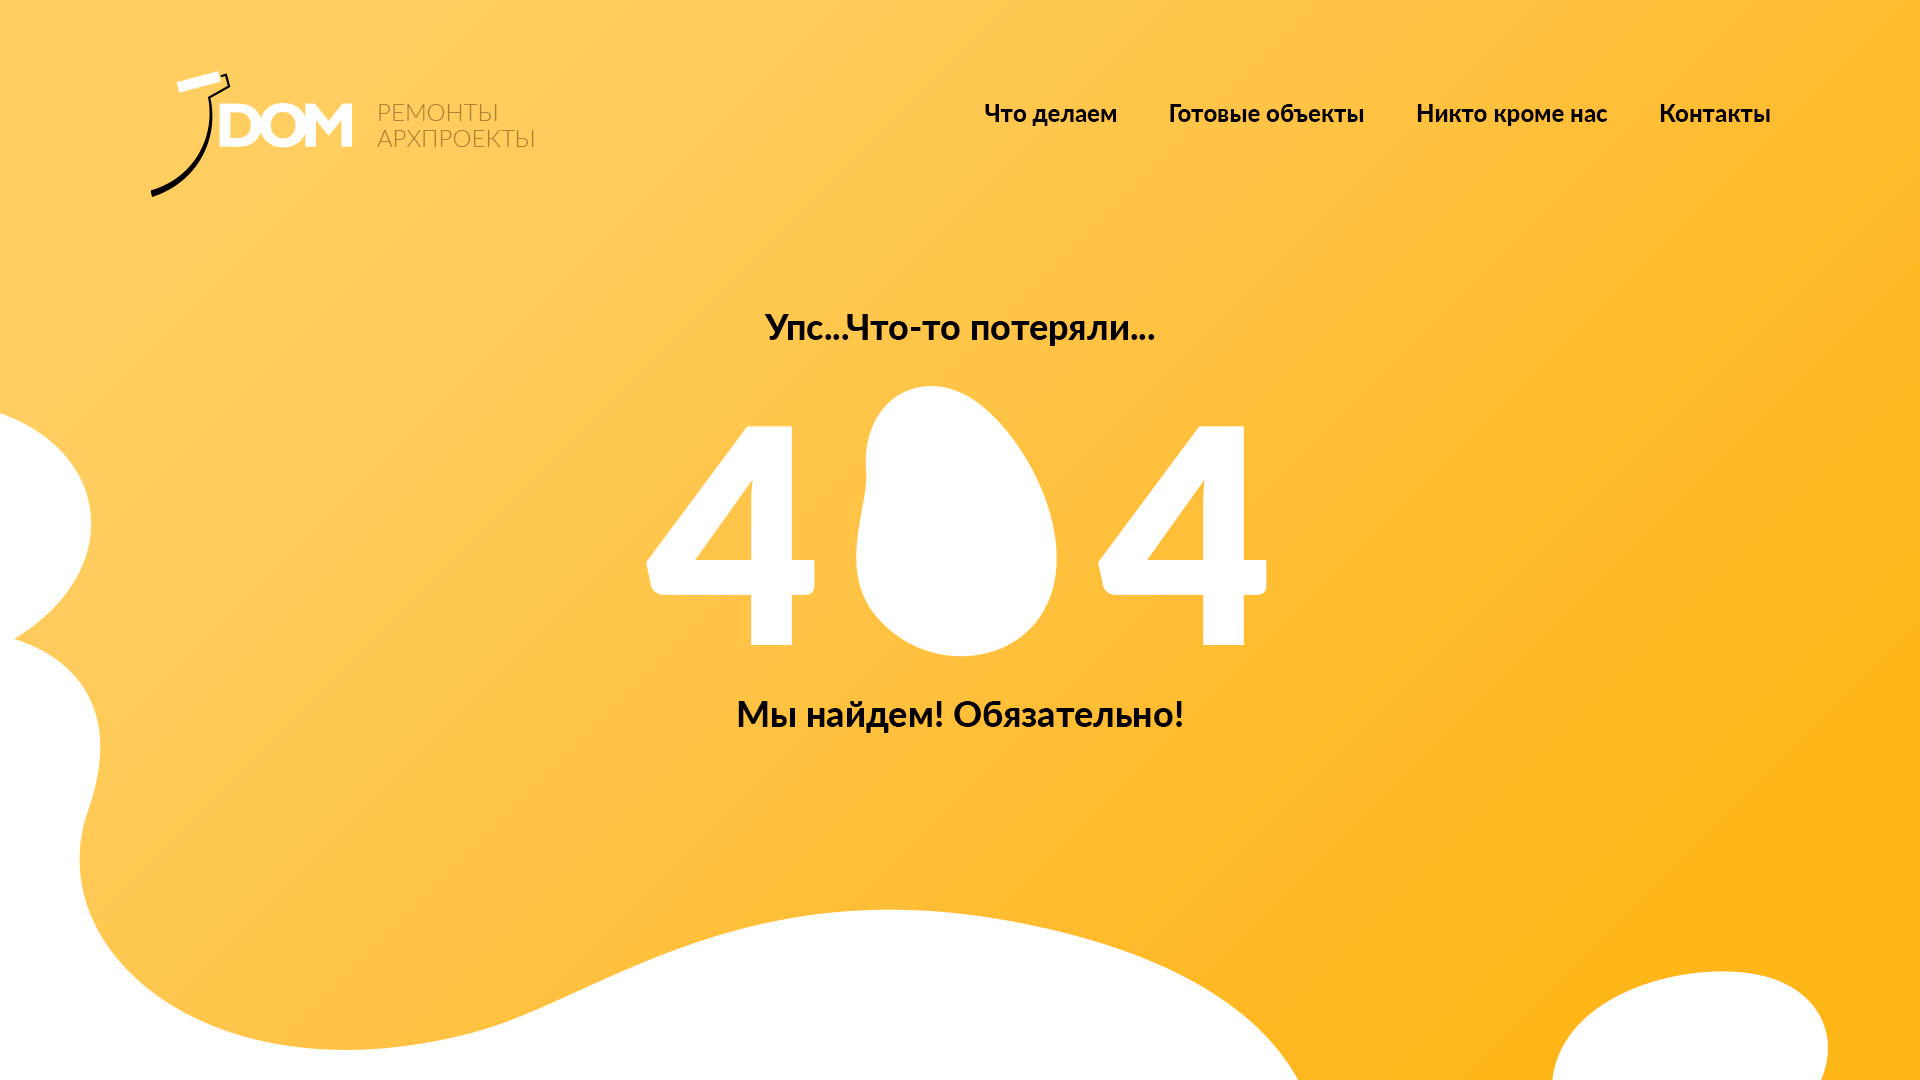 DOM
РЕМОНТЫ
АРХПРОЕКТЫ
Что делаем Готовые объекты Никто кроме нас Контакты
Упс...Что-то потеряли...
404
Мы найдем! Обязательно!